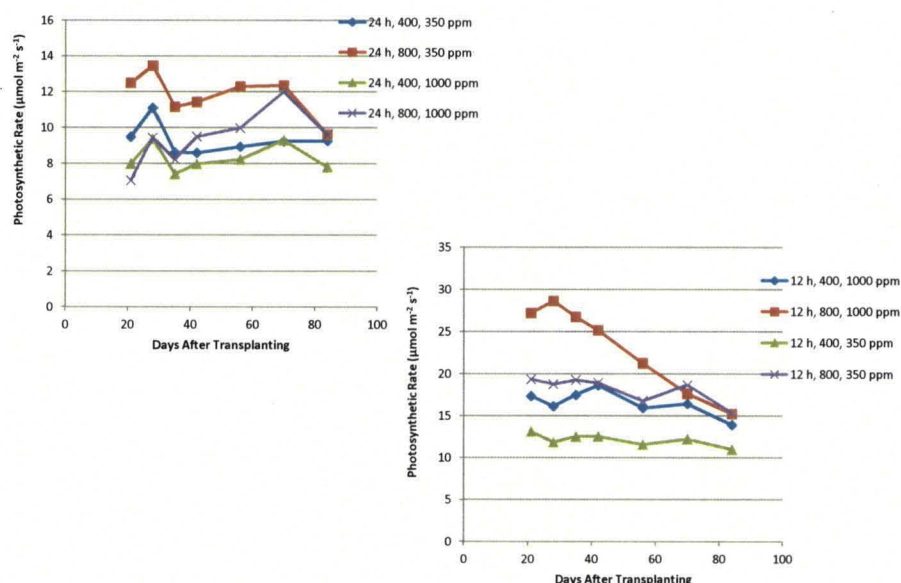 16
14
12
10
8
6
4
2
0
0 20 40 60 80 100
Photosynthetic Rate (µmol m⁻² s⁻¹)
Days After Transplanting
24 h, 400, 350 ppm
24 h, 800, 350 ppm
24 h, 400, 1000 ppm
24 h, 800, 1000 ppm
35
30
25
20
15
10
5
0
0 20 40 60 80 100
Photosynthetic Rate (µmol m⁻² s⁻¹)
Days After Transplanting
12 h, 400, 1000 ppm
12 h, 800, 1000 ppm
12 h, 400, 350 ppm
12 h, 800, 350 ppm